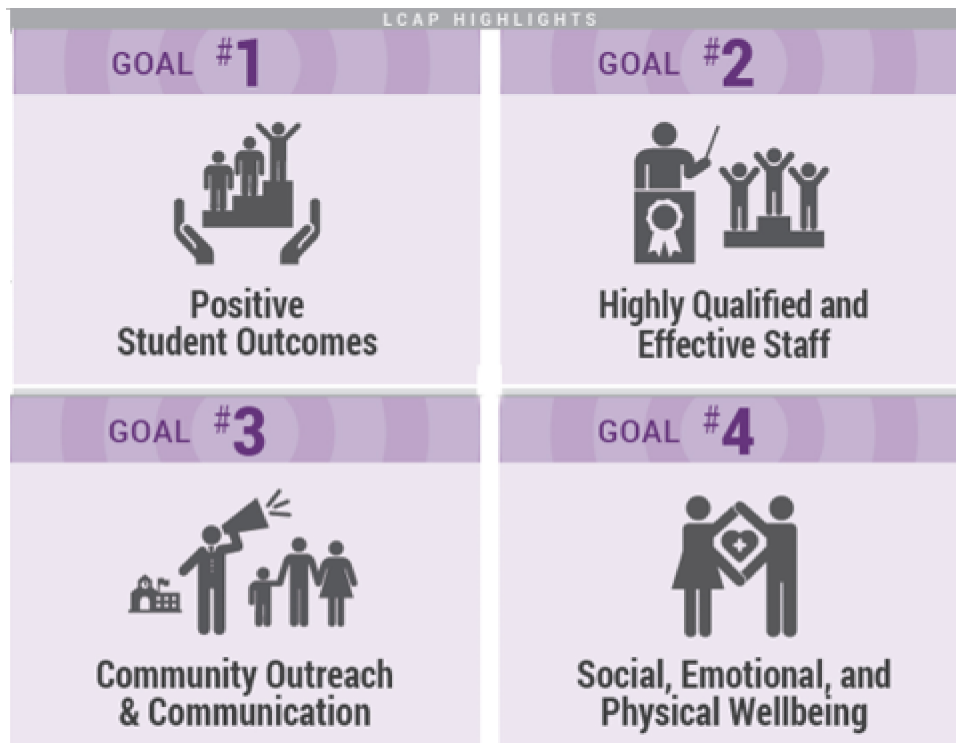 LCAP HIGHLIGHTS
GOAL #1
Positive
Student Outcomes
GOAL #2
Highly Qualified and
Effective Staff
GOAL #3
Community Outreach
& Communication
GOAL #4
Social, Emotional, and
Physical Wellbeing